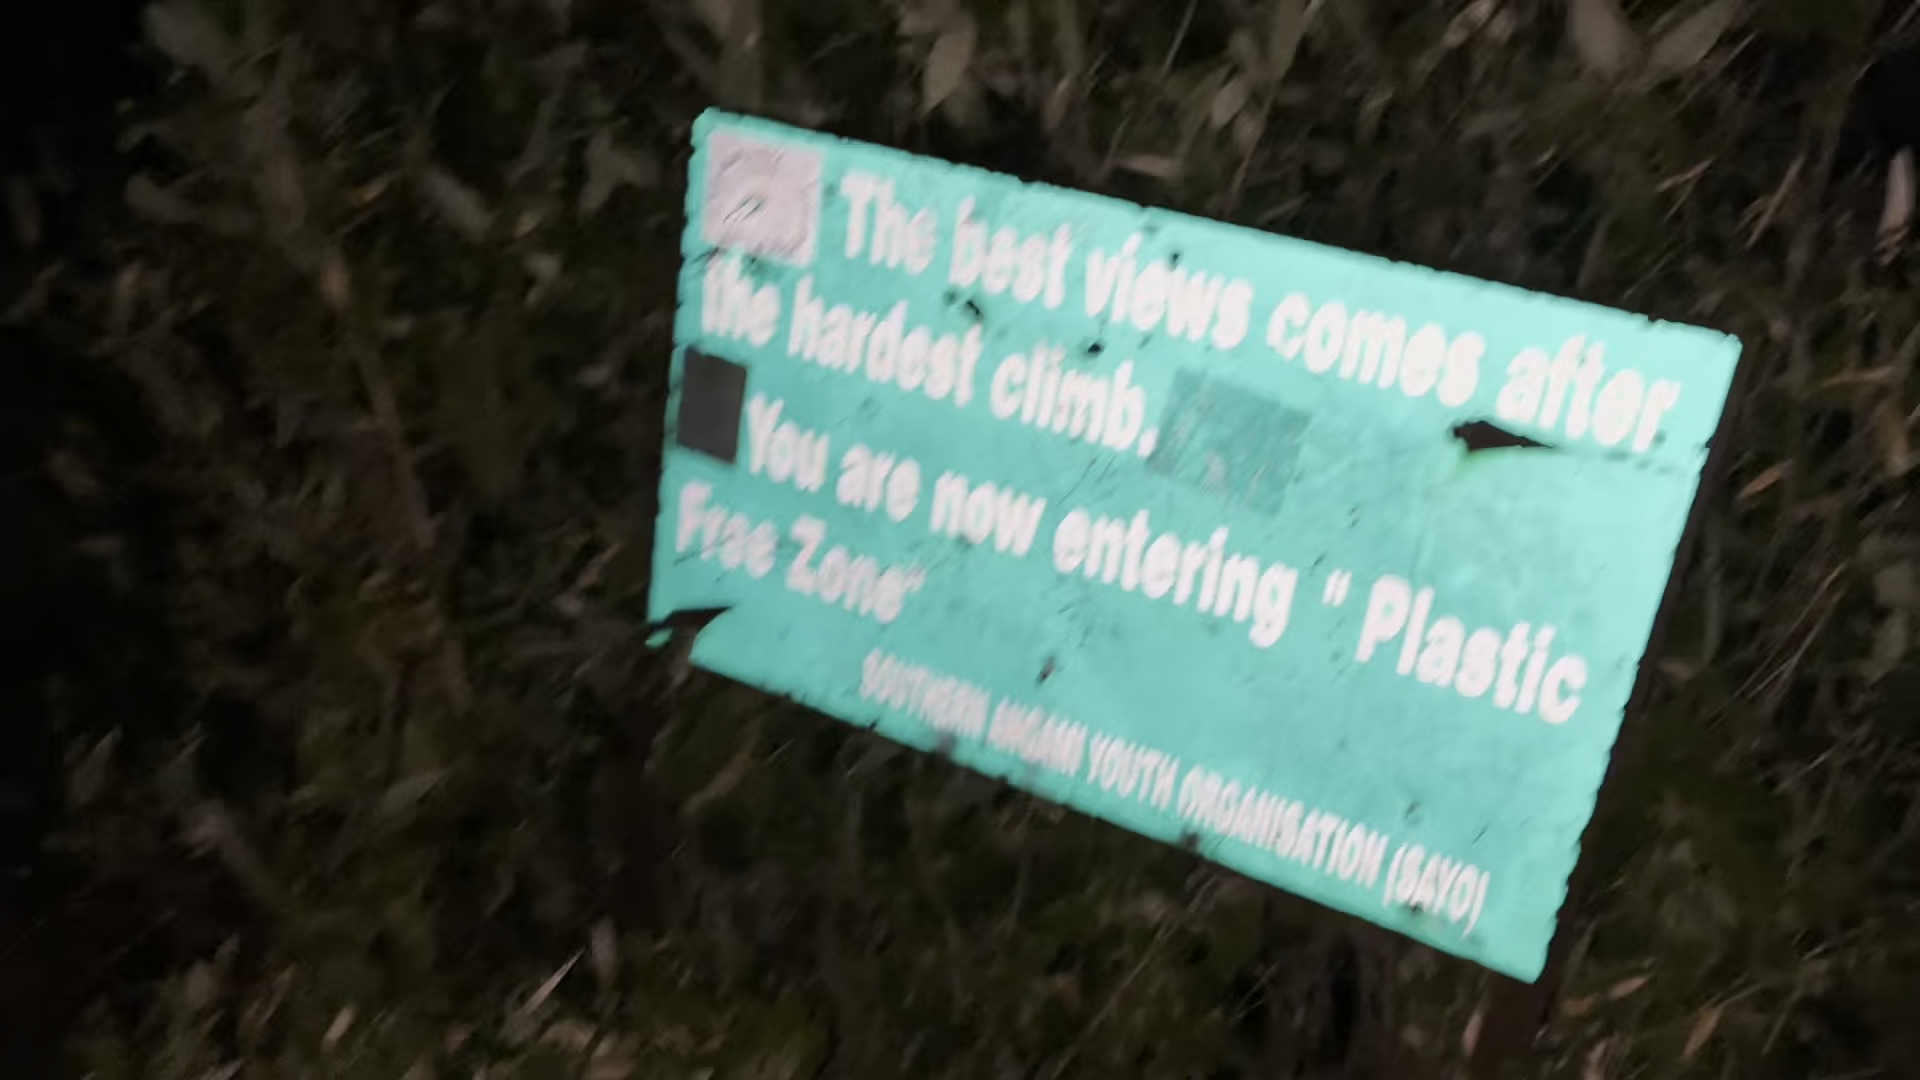 The best views comes after
the hardest climb.
You are now entering " Plastic
Free Zone"
SOUTHERN ANGAMI YOUTH ORGANISATION (SAYO)